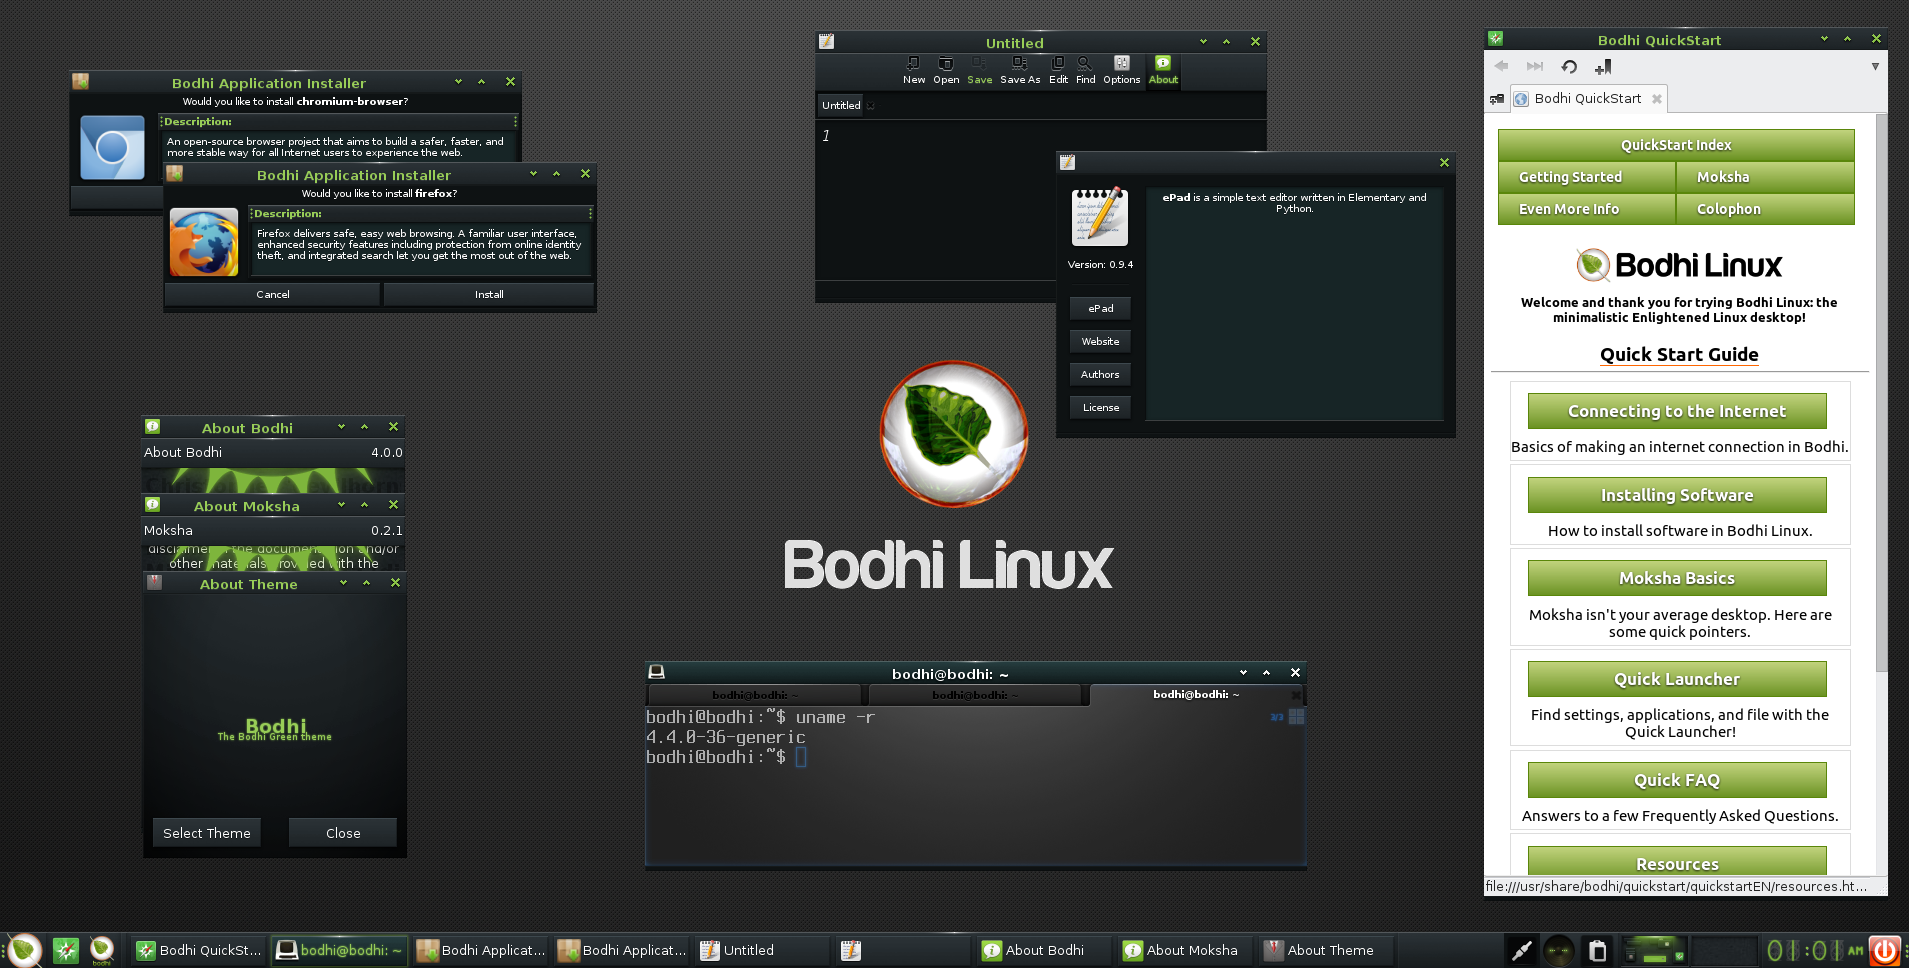 Bodhi Application Installer
Would you like to install chromium-browser?
Description:
An open-source browser project that aims to build a safer, faster, and
more stable way for all Internet users to experience the web.
Bodhi Application Installer
Would you like to install firefox?
Description:
Firefox delivers safe, easy web browsing. A familiar user interface,
enhanced security features including protection from online identity
theft, and integrated search let you get the most out of the web.
Cancel Install
Untitled
New Open Save Save As Edit Find Options About
Untitled
1
ePad is a simple text editor written in Elementary and
Python.
Version: 0.9.4
ePad
Website
Authors
License
Bodhi QuickStart
Bodhi QuickStart
QuickStart Index
Getting Started Moksha
Even More Info Colophon
Bodhi Linux
Welcome and thank you for trying Bodhi Linux: the
minimalistic Enlightened Linux desktop!
Quick Start Guide
Connecting to the Internet
Basics of making an internet connection in Bodhi.
Installing Software
How to install software in Bodhi Linux.
Moksha Basics
Moksha isn't your average desktop. Here are
some quick pointers.
Quick Launcher
Find settings, applications, and file with the
Quick Launcher!
Quick FAQ
Answers to a few Frequently Asked Questions.
Resources
file:///usr/share/bodhi/quickstart/quickstartEN/resources.ht...
About Bodhi
About Bodhi 4.0.0
About Moksha
Moksha 0.2.1
the documentation and/or
other materials provided with the
About Theme
Bodhi
The Bodhi Green theme
Select Theme Close
Bodhi Linux
bodhi@bodhi: ~
bodhi@bodhi: ~ bodhi@bodhi: ~ bodhi@bodhi: ~
bodhi@bodhi:~$ uname -r
3/3
4.4.0-36-generic
bodhi@bodhi:~$
bodhi Bodhi QuickSt... bodhi@bodhi: ~ Bodhi Applicat... Bodhi Applicat... Untitled About Bodhi About Moksha About Theme 01:01 AM